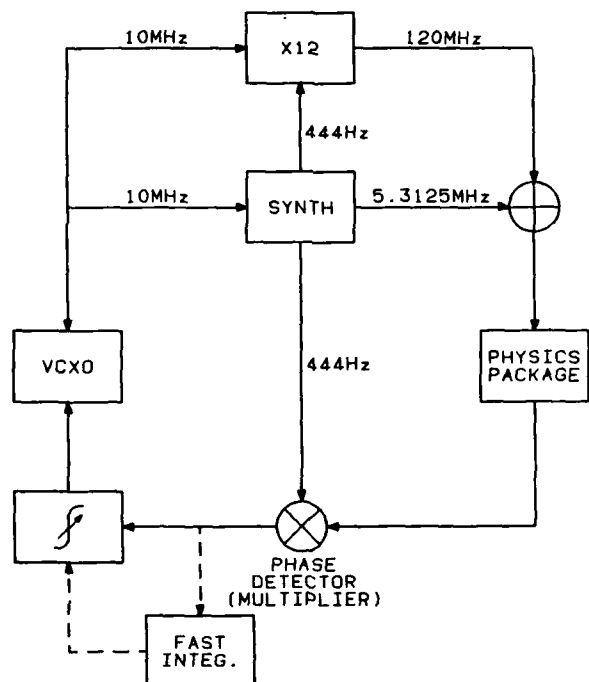 10MHz
X12
120MHz
444Hz
10MHz
SYNTH
5.3125MHz
VCXO
444Hz
PHYSICS
PACKAGE
PHASE
DETECTOR
(MULTIPLIER)
FAST
INTEG.